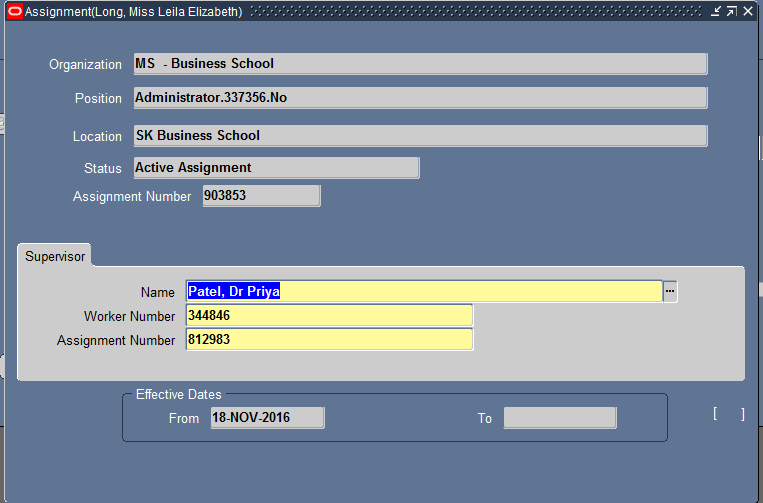 Assignment(Long, Miss Leila Elizabeth)
Organization MS - Business School
Position Administrator.337356.No
Location SK Business School
Status Active Assignment
Assignment Number 903853
Supervisor
Name Patel, Dr Priya ...
Worker Number 344846
Assignment Number 812983
Effective Dates
From 18-NOV-2016 To [ ]